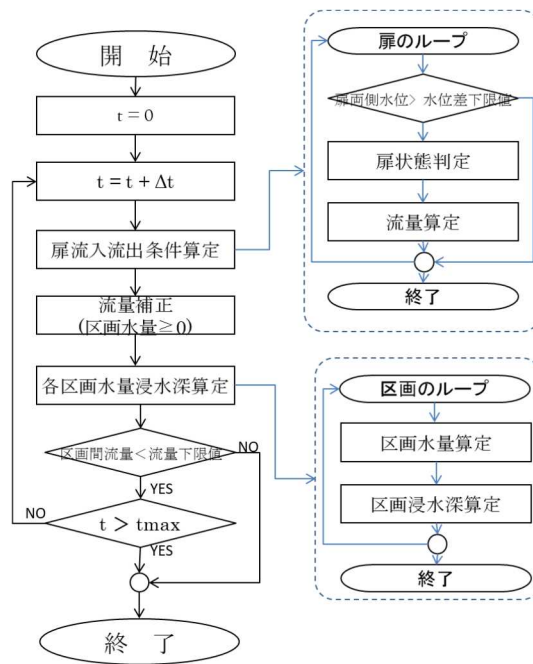 開 始
t = 0
t = t + Δt
扉流入流出条件算定
流量補正
(区画水量≥0)
各区画水量浸水深算定
区画間流量＜流量下限値
NO
YES
t ＞ tmax
NO
YES
終 了
扉のループ
扉両側水位> 水位差下限値
扉状態判定
流量算定
終了
区画のループ
区画水量算定
区画浸水深算定
終了